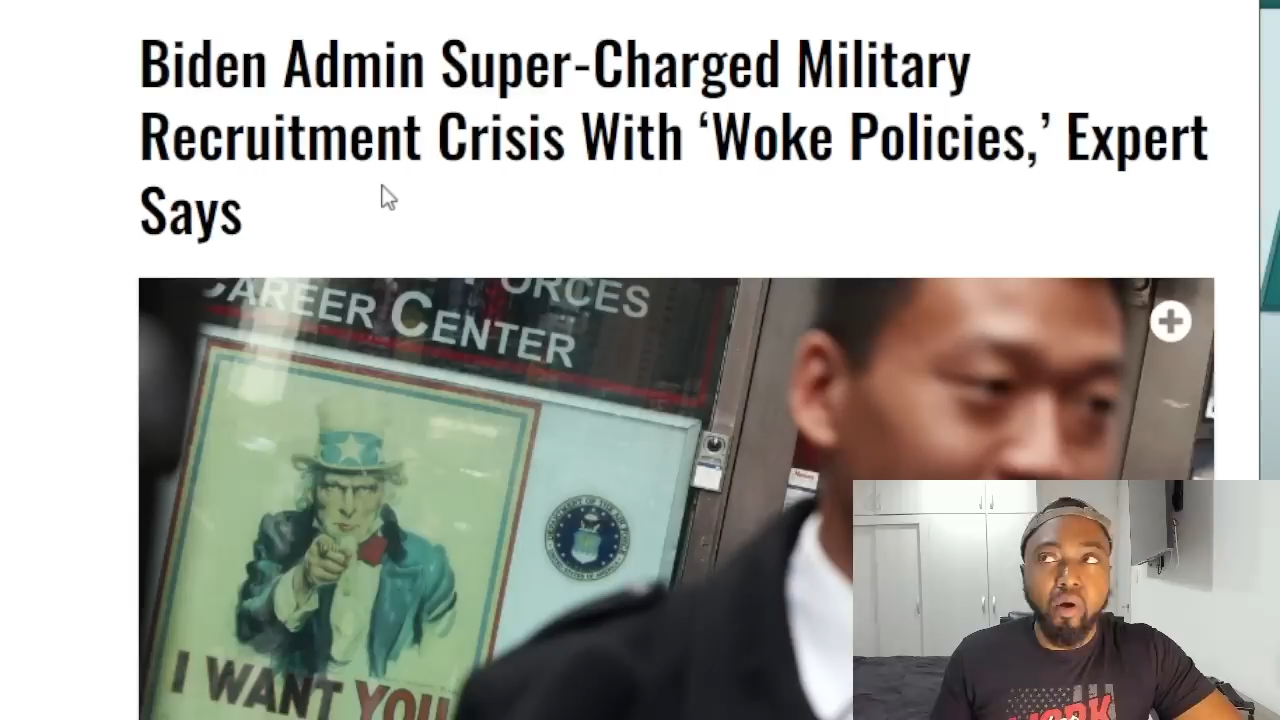 Biden Admin Super-Charged Military
Recruitment Crisis With ‘Woke Policies,’ Expert
Says
CAREER CENTER
I WANT YOU